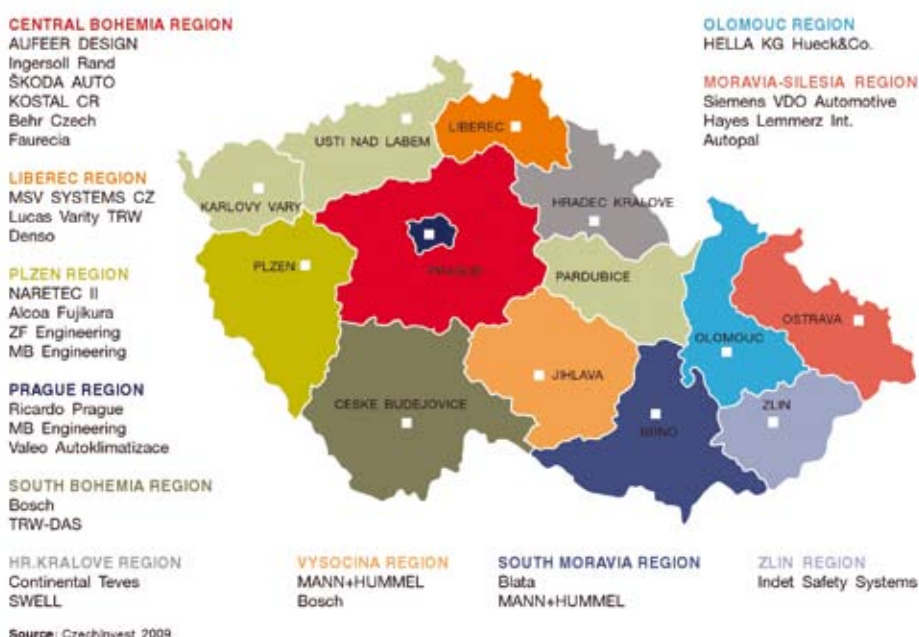 CENTRAL BOHEMIA REGION
AUFEER DESIGN
Ingersoll Rand
ŠKODA AUTO
KOSTAL CR
Behr Czech
Faurecia
LIBEREC REGION
MSV SYSTEMS CZ
Lucas Varity TRW
Denso
PLZEN REGION
NARETEC II
Alcoa Fujikura
ZF Engineering
MB Engineering
PRAGUE REGION
Ricardo Prague
MB Engineering
Valeo Autoklimatizace
SOUTH BOHEMIA REGION
Bosch
TRW-DAS
HR.KRALOVE REGION
Continental Teves
SWELL
VYSOCINA REGION
MANN+HUMMEL
Bosch
SOUTH MORAVIA REGION
Blata
MANN+HUMMEL
ZLIN REGION
Indet Safety Systems
OLOMOUC REGION
HELLA KG Hueck&Co.
MORAVIA-SILESIA REGION
Siemens VDO Automotive
Hayes Lemmerz Int.
Autopal
LIBEREC
USTI NAD LABEM
KARLOVY VARY
HRADEC KRALOVE
PRAGUE
PLZEN
PARDUBICE
OSTRAVA
OLOMOUC
JIHLAVA
CESKE BUDEJOVICE
ZLIN
BRNO
Source: CzechInvest 2009